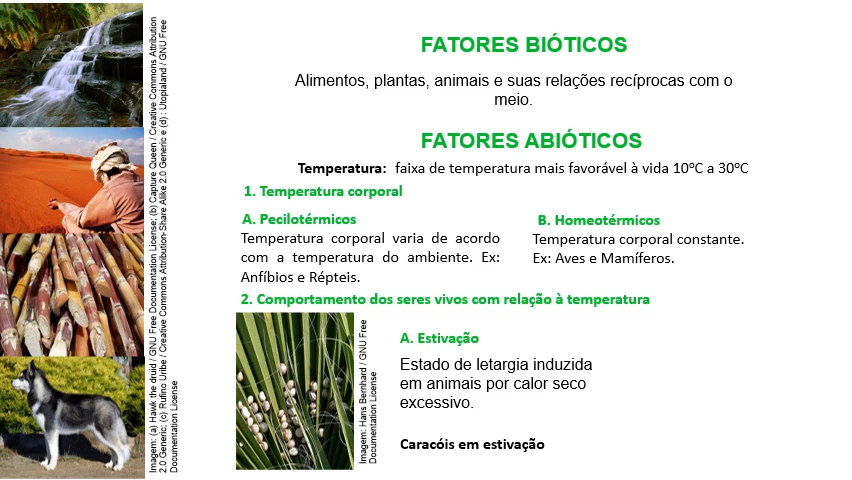 FATORES BIÓTICOS
Alimentos, plantas, animais e suas relações recíprocas com o
meio.
FATORES ABIÓTICOS
Temperatura: faixa de temperatura mais favorável à vida 10ºC a 30ºC
1. Temperatura corporal
A. Pecilotérmicos
Temperatura corporal varia de acordo
com a temperatura do ambiente. Ex:
Anfíbios e Répteis.
B. Homeotérmicos
Temperatura corporal constante.
Ex: Aves e Mamíferos.
2. Comportamento dos seres vivos com relação à temperatura
A. Estivação
Estado de letargia induzida
em animais por calor seco
excessivo.
Caracóis em estivação
Imagem: (a) Hawk the druid / GNU Free Documentation License; (b) Capture Queen / Creative Commons Attribution
2.0 Generic; (c) Rufino Uribe / Creative Commons Attribution-Share Alike 2.0 Generic e (d) : Utopialand / GNU Free
Documentation License
Imagem: Hans Bernhard / GNU Free
Documentation License